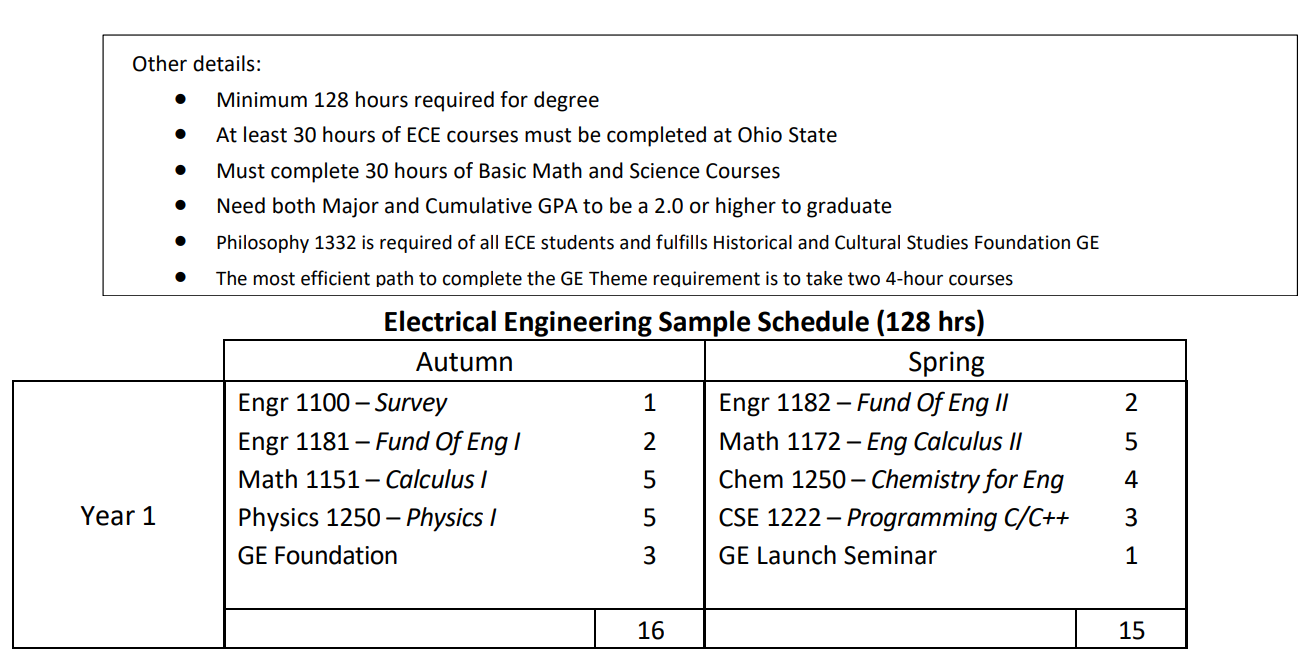 Other details:
• Minimum 128 hours required for degree
• At least 30 hours of ECE courses must be completed at Ohio State
• Must complete 30 hours of Basic Math and Science Courses
• Need both Major and Cumulative GPA to be a 2.0 or higher to graduate
• Philosophy 1332 is required of all ECE students and fulfills Historical and Cultural Studies Foundation GE
• The most efficient path to complete the GE Theme requirement is to take two 4-hour courses
Electrical Engineering Sample Schedule (128 hrs)
Autumn Spring
Engr 1100 – Survey 1 Engr 1182 – Fund Of Eng II 2
Engr 1181 – Fund Of Eng I 2 Math 1172 – Eng Calculus II 5
Math 1151 – Calculus I 5 Chem 1250 – Chemistry for Eng 4
Year 1 Physics 1250 – Physics I 5 CSE 1222 – Programming C/C++ 3
GE Foundation 3 GE Launch Seminar 1
16 15